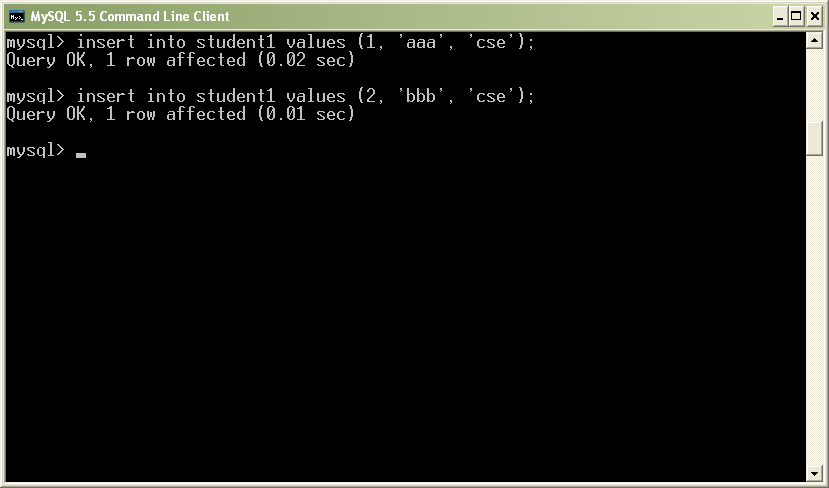 MySQL 5.5 Command Line Client
mysql> insert into student1 values (1, 'aaa', 'cse');
Query OK, 1 row affected (0.02 sec)
mysql> insert into student1 values (2, 'bbb', 'cse');
Query OK, 1 row affected (0.01 sec)
mysql>